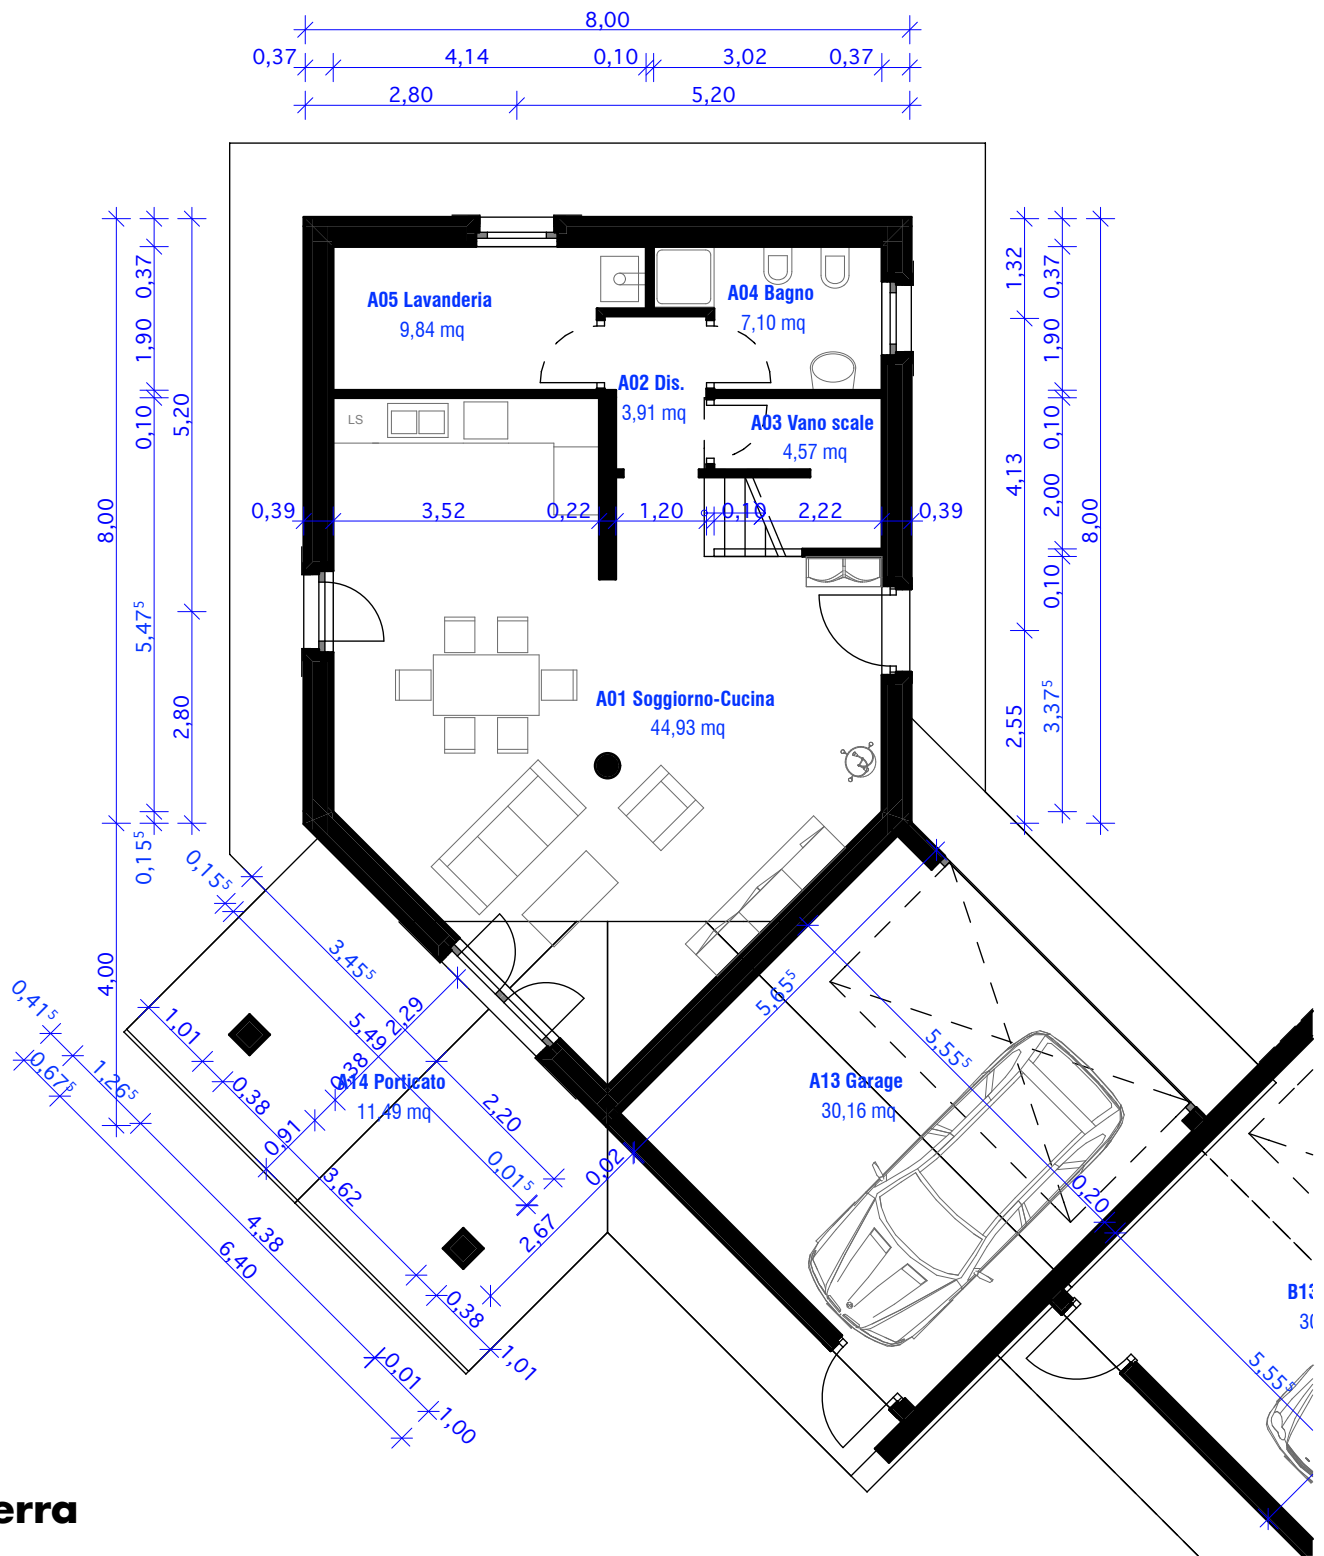 8,00
0,37 4,14 0,10 3,02 0,37
2,80 5,20
A05 Lavanderia
9,84 mq
A04 Bagno
7,10 mq
A02 Dis.
3,91 mq
A03 Vano scale
4,57 mq
LS
0,39 3,52 0,22 1,20 0,10 2,22 0,39
A01 Soggiorno-Cucina
44,93 mq
8,00
4,00
0,37
1,90
0,10
5,47⁵
0,15⁵
5,20
2,80
1,32
4,13
2,55
0,37
1,90
0,10
2,00
0,10
3,37⁵
8,00
0,15⁵
3,45⁵
2,20
5,49
0,01⁵
2,29
0,38
0,91
A14 Porticato
11,49 mq
1,01
0,38
3,62
0,38
1,01
0,41⁵
1,26⁵
4,38
0,01
1,00
0,67⁵
6,40
5,65⁵
0,02
2,67
5,55⁵
0,20
A13 Garage
30,16 mq
B13
30
5,55⁵
erra